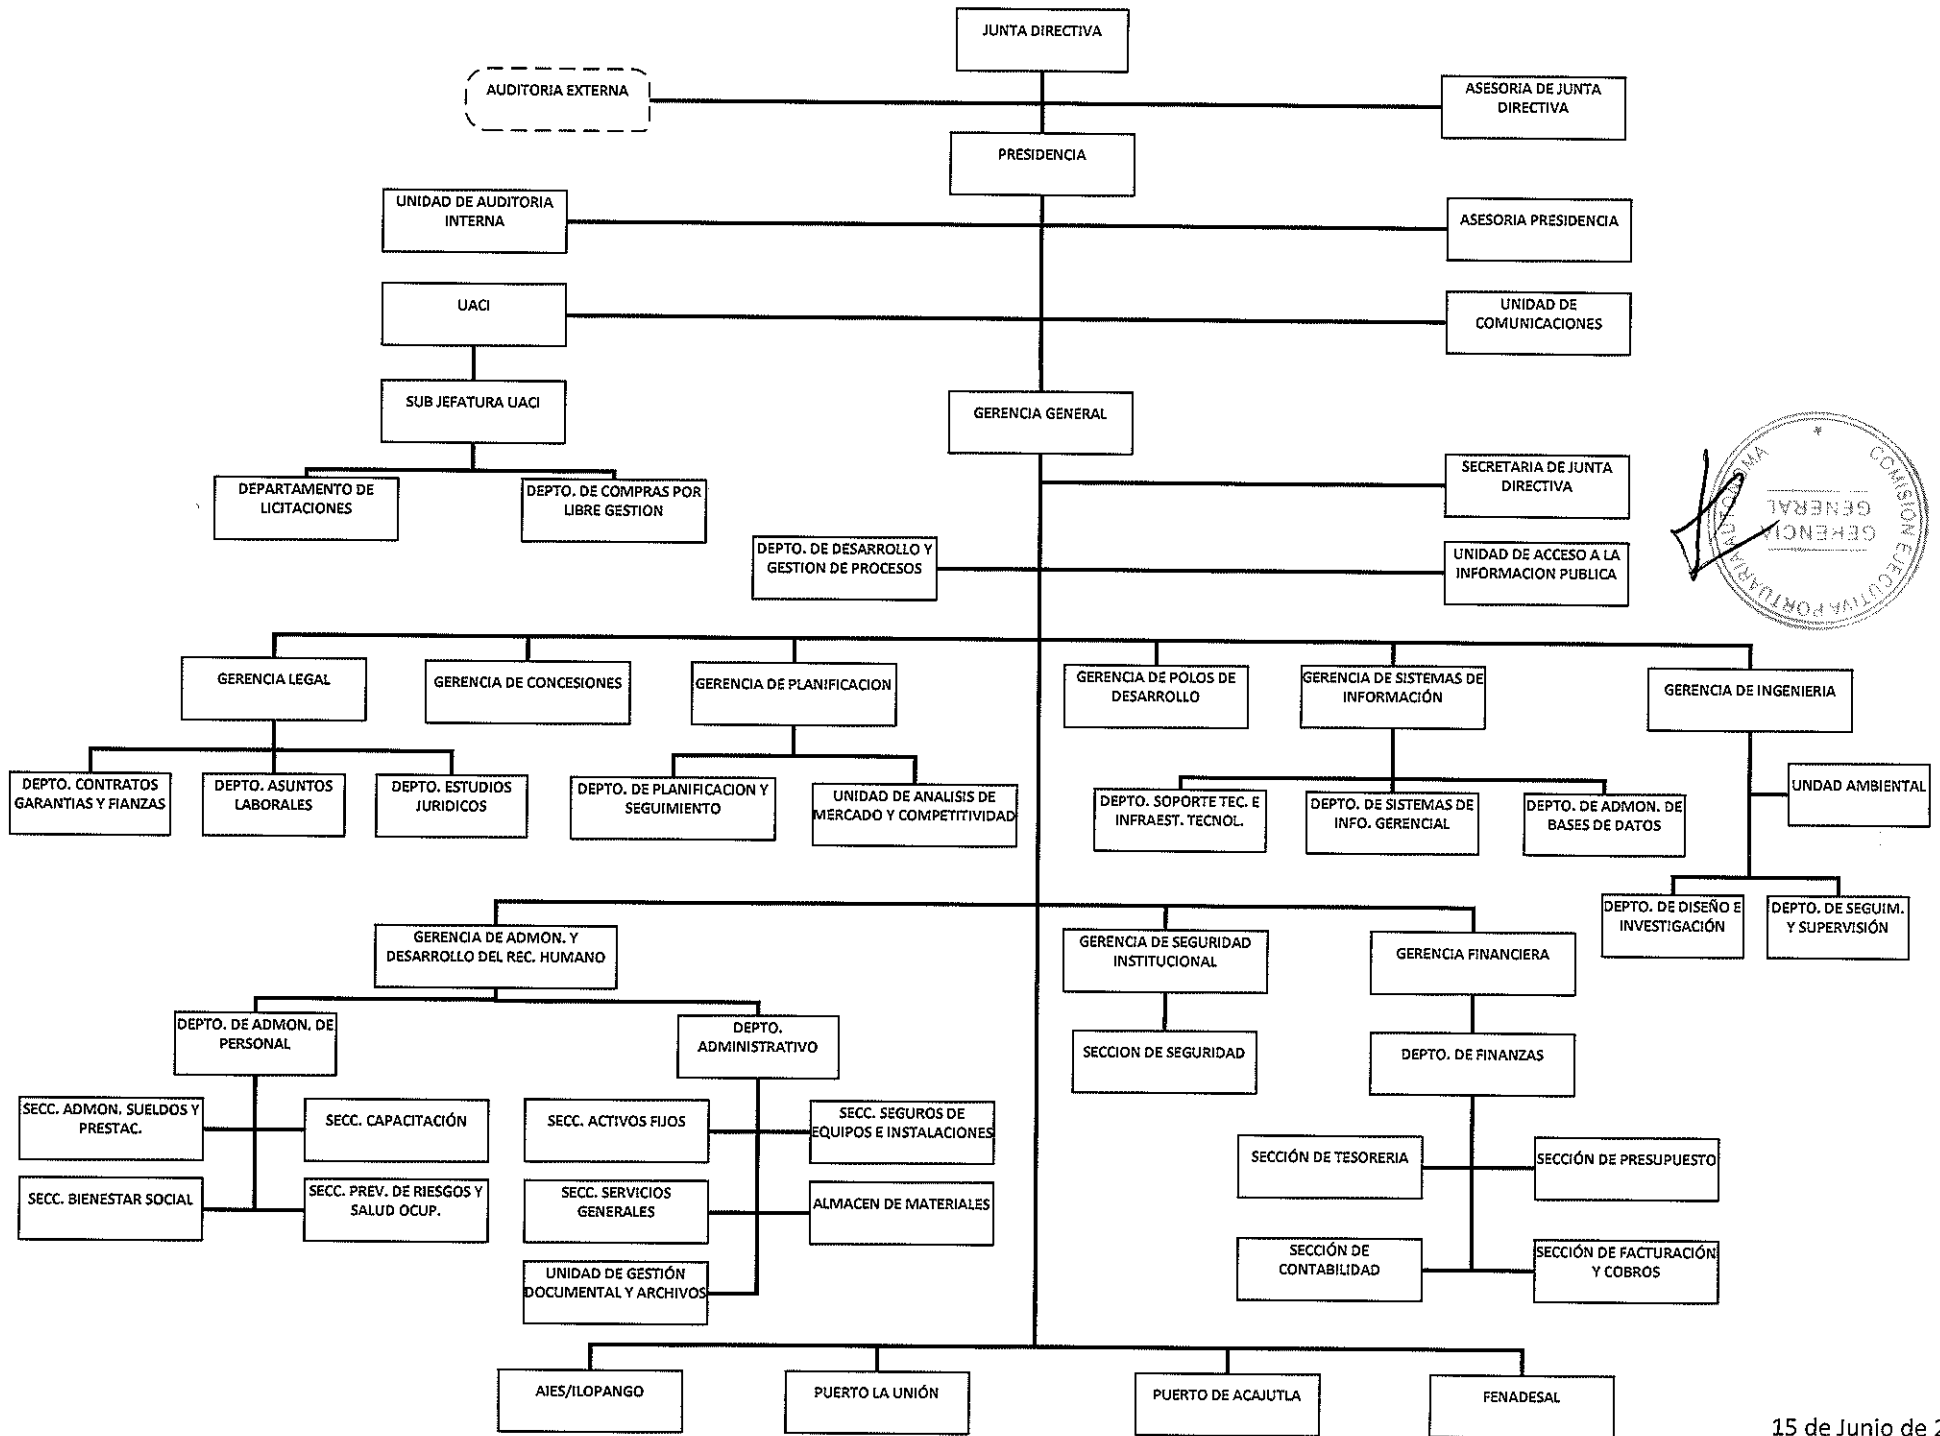 JUNTA DIRECTIVA
AUDITORIA EXTERNA
ASESORIA DE JUNTA
DIRECTIVA
PRESIDENCIA
UNIDAD DE AUDITORIA
INTERNA
ASESORIA PRESIDENCIA
UACI
UNIDAD DE
COMUNICACIONES
SUB JEFATURA UACI
GERENCIA GENERAL
DEPARTAMENTO DE
LICITACIONES
DEPTO. DE COMPRAS POR
LIBRE GESTION
SECRETARIA DE JUNTA
DIRECTIVA
COMISION EJECUTIVA PORTUARIA AUTONOMA
GERENCIA
GENERAL
DEPTO. DE DESARROLLO Y
GESTION DE PROCESOS
UNIDAD DE ACCESO A LA
INFORMACION PUBLICA
GERENCIA LEGAL
GERENCIA DE CONCESIONES
GERENCIA DE PLANIFICACION
GERENCIA DE POLOS DE
DESARROLLO
GERENCIA DE SISTEMAS DE
INFORMACIÓN
GERENCIA DE INGENIERIA
DEPTO. CONTRATOS
GARANTIAS Y FIANZAS
DEPTO. ASUNTOS
LABORALES
DEPTO. ESTUDIOS
JURIDICOS
DEPTO. DE PLANIFICACION Y
SEGUIMIENTO
UNIDAD DE ANALISIS DE
MERCADO Y COMPETITIVIDAD
DEPTO. SOPORTE TEC. E
INFRAEST. TECNOL.
DEPTO. DE SISTEMAS DE
INFO. GERENCIAL
DEPTO. DE ADMON. DE
BASES DE DATOS
UNDAD AMBIENTAL
DEPTO. DE DISEÑO E
INVESTIGACIÓN
DEPTO. DE SEGUIM.
Y SUPERVISIÓN
GERENCIA DE ADMON. Y
DESARROLLO DEL REC. HUMANO
GERENCIA DE SEGURIDAD
INSTITUCIONAL
GERENCIA FINANCIERA
DEPTO. DE ADMON. DE
PERSONAL
DEPTO.
ADMINISTRATIVO
SECCION DE SEGURIDAD
DEPTO. DE FINANZAS
SECC. ADMON. SUELDOS Y
PRESTAC.
SECC. CAPACITACIÓN
SECC. ACTIVOS FIJOS
SECC. SEGUROS DE
EQUIPOS E INSTALACIONES
SECCIÓN DE TESORERIA
SECCIÓN DE PRESUPUESTO
SECC. BIENESTAR SOCIAL
SECC. PREV. DE RIESGOS Y
SALUD OCUP.
SECC. SERVICIOS
GENERALES
ALMACEN DE MATERIALES
SECCIÓN DE
CONTABILIDAD
SECCIÓN DE FACTURACIÓN
Y COBROS
UNIDAD DE GESTIÓN
DOCUMENTAL Y ARCHIVOS
AIES/ILOPANGO
PUERTO LA UNIÓN
PUERTO DE ACAJUTLA
FENADESAL
15 de Junio de 2